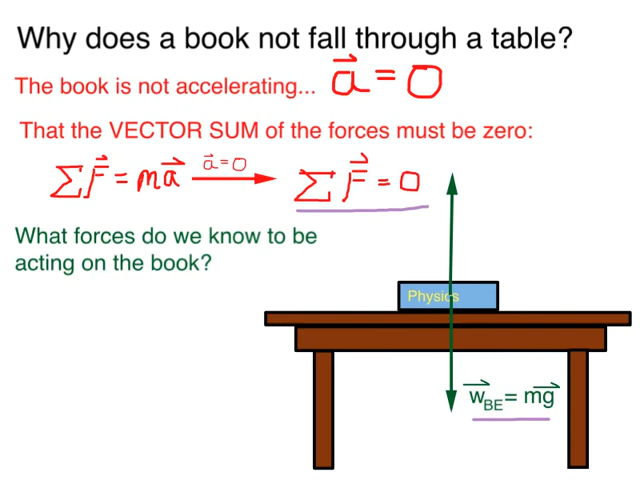 Why does a book not fall through a table?
The book is not accelerating... a⃗ = 0
That the VECTOR SUM of the forces must be zero:
ΣF⃗ = ma⃗ a⃗ = 0 → ΣF⃗ = 0
What forces do we know to be
acting on the book?
Physics
w⃗BE = mg⃗